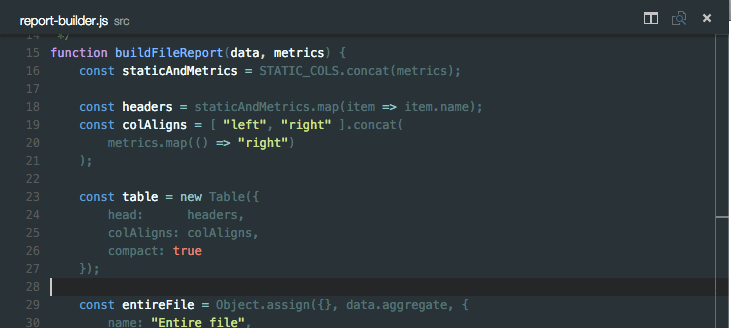 report-builder.js src
14 */
15 function buildFileReport(data, metrics) {
16     const staticAndMetrics = STATIC_COLS.concat(metrics);
17
18     const headers = staticAndMetrics.map(item => item.name);
19     const colAligns = [ "left", "right" ].concat(
20         metrics.map(() => "right")
21     );
22
23     const table = new Table({
24         head:      headers,
25         colAligns: colAligns,
26         compact: true
27     });
28
29     const entireFile = Object.assign({}, data.aggregate, {
30         name: "Entire file",